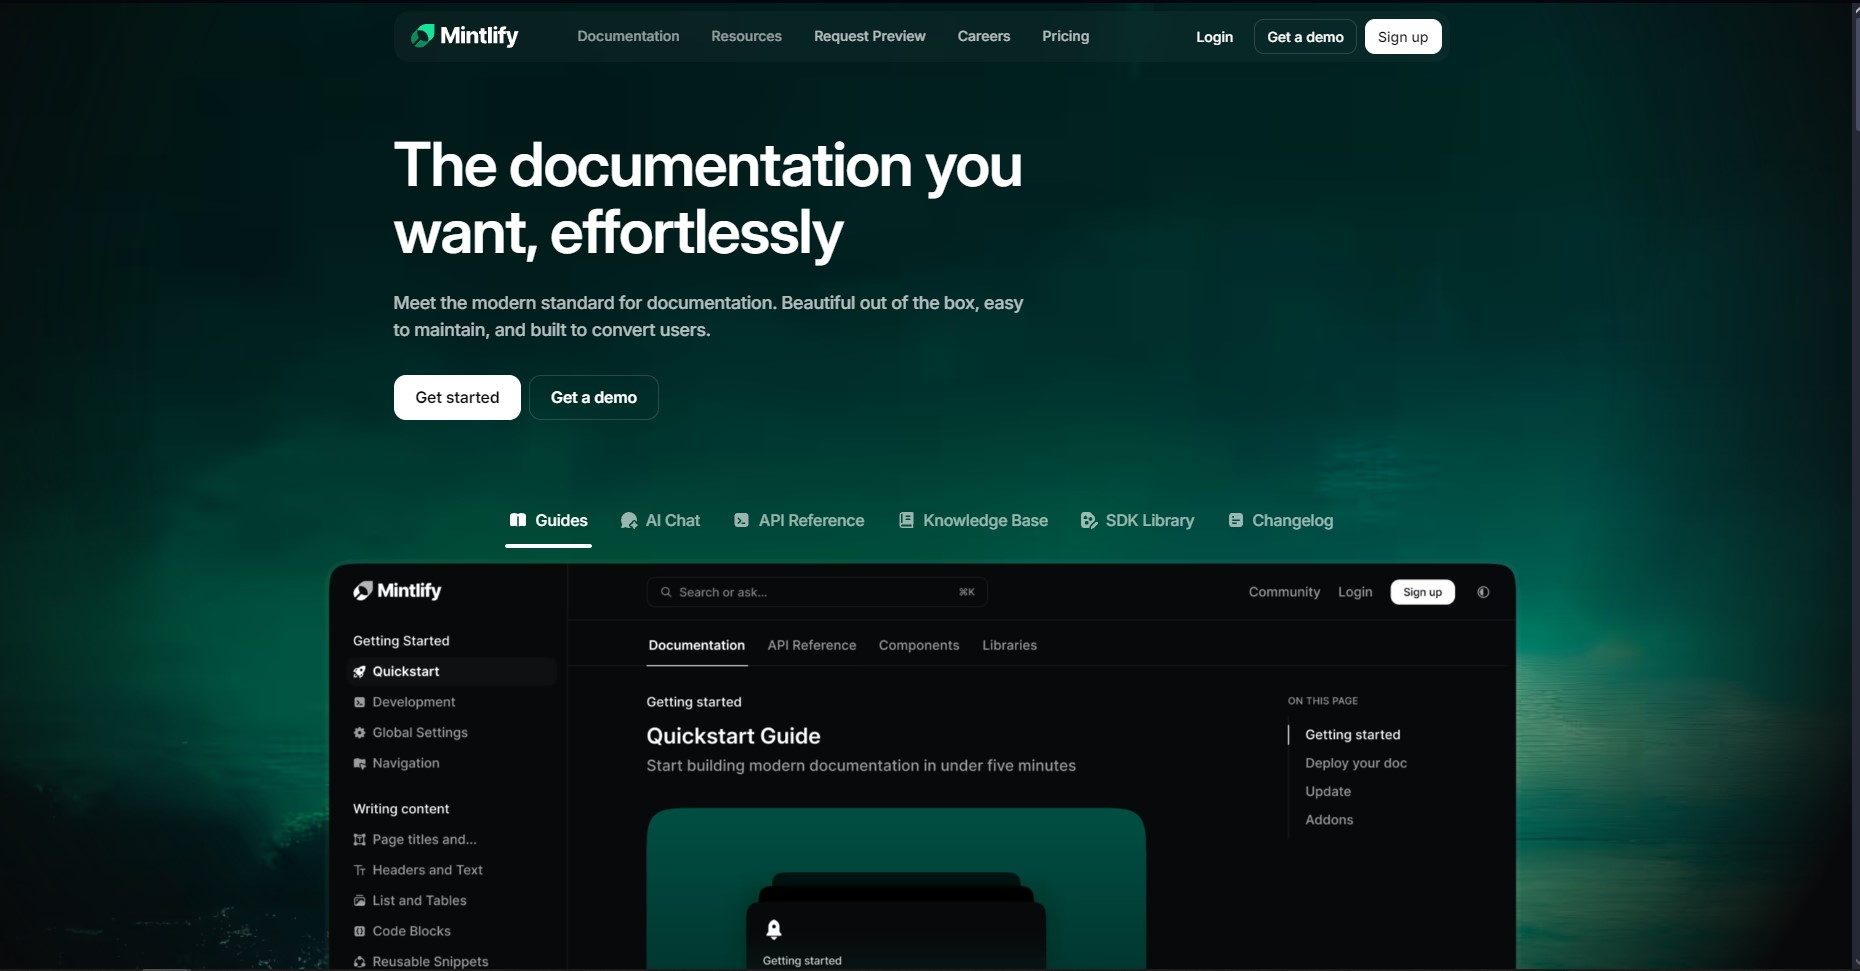 Mintlify
Documentation
Resources
Request Preview
Careers
Pricing
Login
Get a demo
Sign up
The documentation you
want, effortlessly
Meet the modern standard for documentation. Beautiful out of the box, easy
to maintain, and built to convert users.
Get started
Get a demo
Guides
AI Chat
API Reference
Knowledge Base
SDK Library
Changelog
Mintlify
Search or ask...
⌘K
Community
Login
Sign up
Getting Started
Quickstart
Development
Global Settings
Navigation
Writing content
Page titles and...
Headers and Text
List and Tables
Code Blocks
Reusable Snippets
Documentation
API Reference
Components
Libraries
Getting started
Quickstart Guide
Start building modern documentation in under five minutes
Getting started
ON THIS PAGE
Getting started
Deploy your doc
Update
Addons